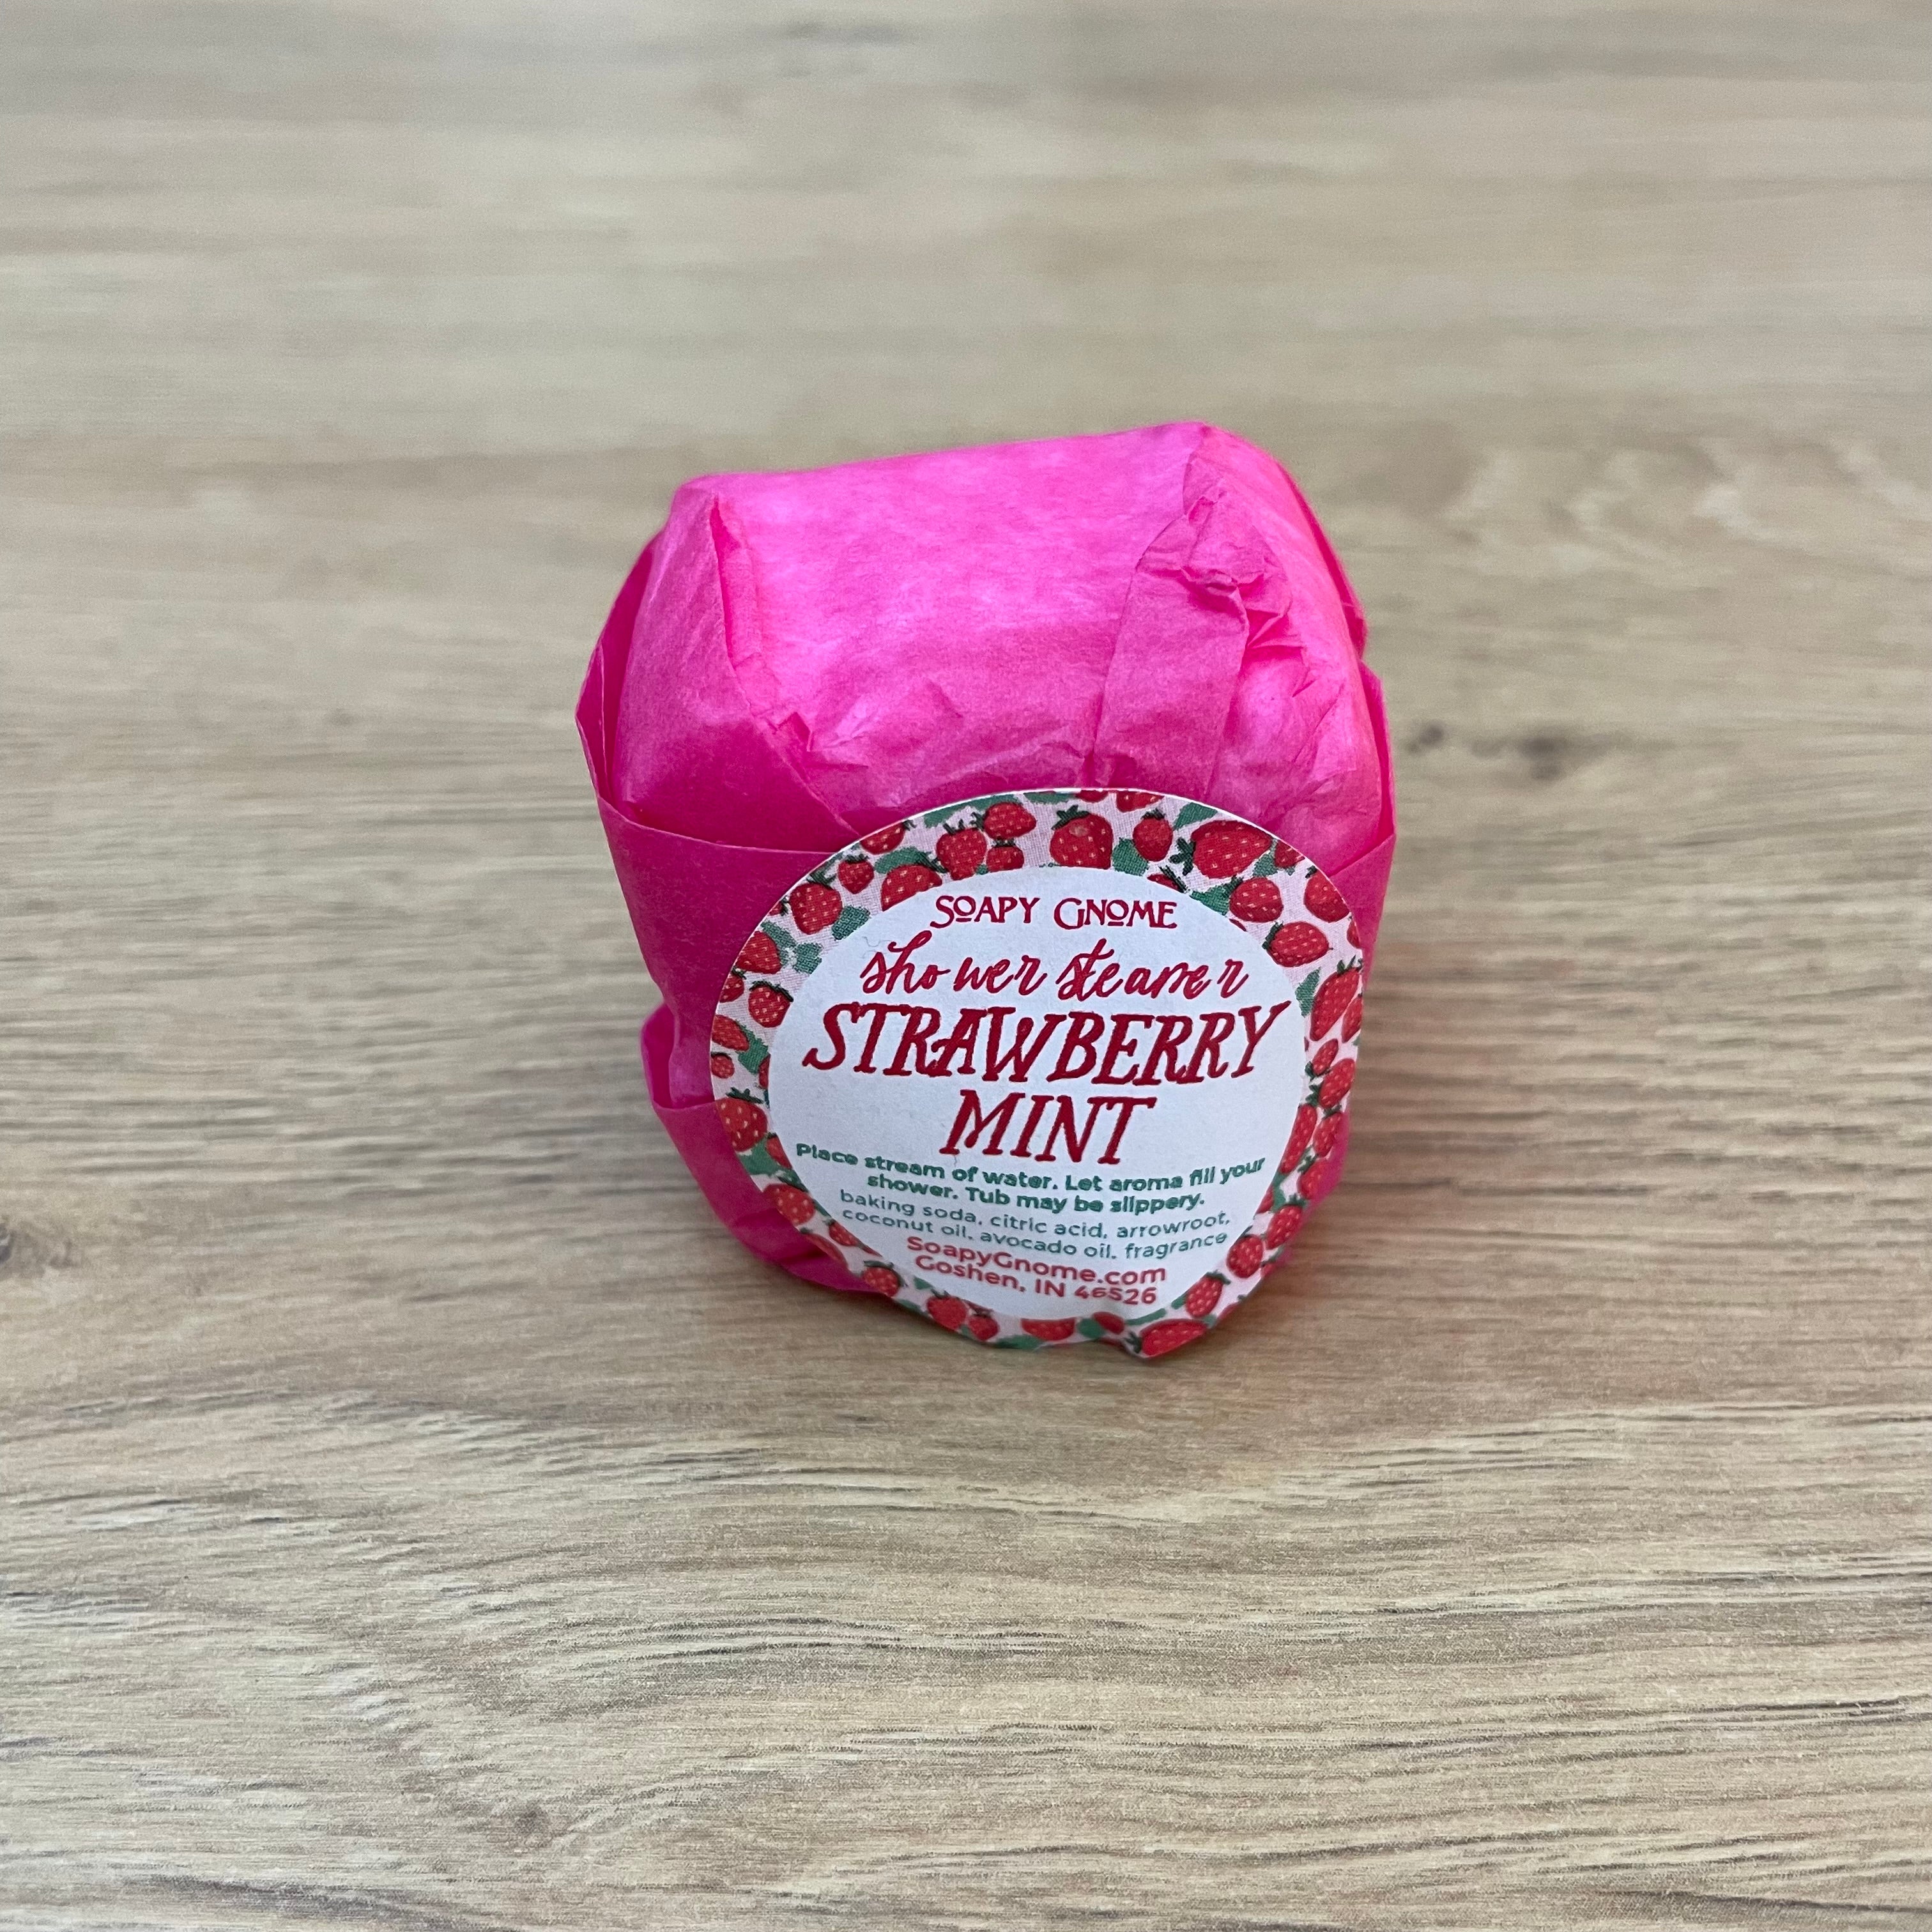 SOAPY GNOME
shower steamer
STRAWBERRY
MINT
Place stream of water. Let aroma fill your
shower. Tub may be slippery.
baking soda, citric acid, arrowroot,
coconut oil, avocado oil, fragrance
SoapyGnome.com
Goshen, IN 46526